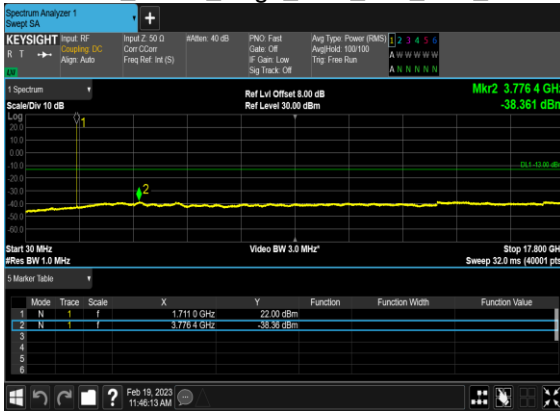 Spectrum Analyzer 1
Swept SA
+
KEYSIGHT Input: RF Input Z: 50 Ω #Atten: 40 dB PNO: Fast Avg Type: Power (RMS) 1 2 3 4 5 6
R T Coupling: DC Corr CCorr Gate: Off Avg|Hold: 100/100 A W W W W W
Align: Auto Freq Ref: Int (S) IF Gain: Low Trig: Free Run
LW Sig Track: Off A N N N N N
1 Spectrum Ref Lvl Offset 8.00 dB Mkr2 3.776 4 GHz
Scale/Div 10 dB Ref Level 30.00 dBm -38.361 dBm
Log
20.0
10.0
0.00
-10.0
-20.0
-30.0
-40.0
-50.0
-60.0
1
2
DL1 -13.00 dBm
Start 30 MHz Video BW 3.0 MHz* Stop 17.800 GHz
#Res BW 1.0 MHz Sweep 32.0 ms (40001 pts)
5 Marker Table
Mode Trace Scale X Y Function Function Width Function Value
1 N 1 f 1.711 0 GHz 22.00 dBm
2 N 1 f 3.776 4 GHz -38.36 dBm
3
4
5
6
? Feb 19, 2023
11:46:13 AM